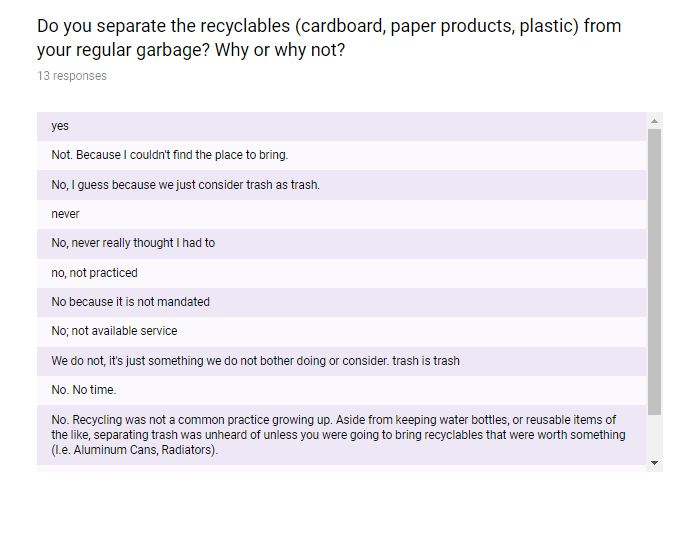 Do you separate the recyclables (cardboard, paper products, plastic) from
your regular garbage? Why or why not?
13 responses
yes
Not. Because I couldn't find the place to bring.
No, I guess because we just consider trash as trash.
never
No, never really thought I had to
no, not practiced
No because it is not mandated
No; not available service
We do not, it's just something we do not bother doing or consider. trash is trash
No. No time.
No. Recycling was not a common practice growing up. Aside from keeping water bottles, or reusable items of
the like, separating trash was unheard of unless you were going to bring recyclables that were worth something
(I.e. Aluminum Cans, Radiators).